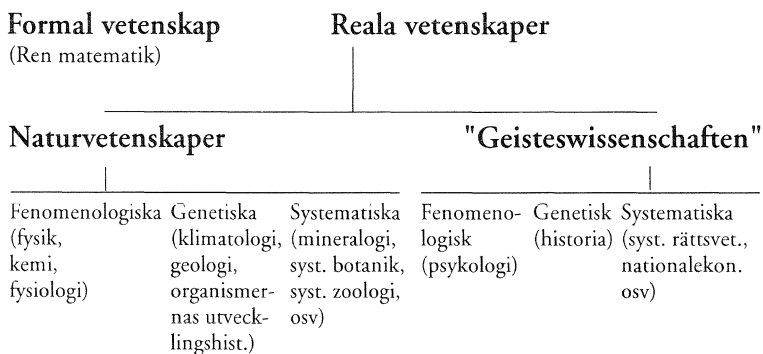 Formal vetenskap
(Ren matematik)
Reala vetenskaper
Naturvetenskaper
"Geisteswissenschaften"
Fenomenologiska
(fysik,
kemi,
fysiologi)
Genetiska
(klimatologi,
geologi,
organismer-
nas utveck-
lingshist.)
Systematiska
(mineralogi,
syst. botanik,
syst. zoologi,
osv)
Fenomeno-
logisk
(psykologi)
Genetisk
(historia)
Systematiska
(syst. rättsvet.,
nationalekon.
osv)